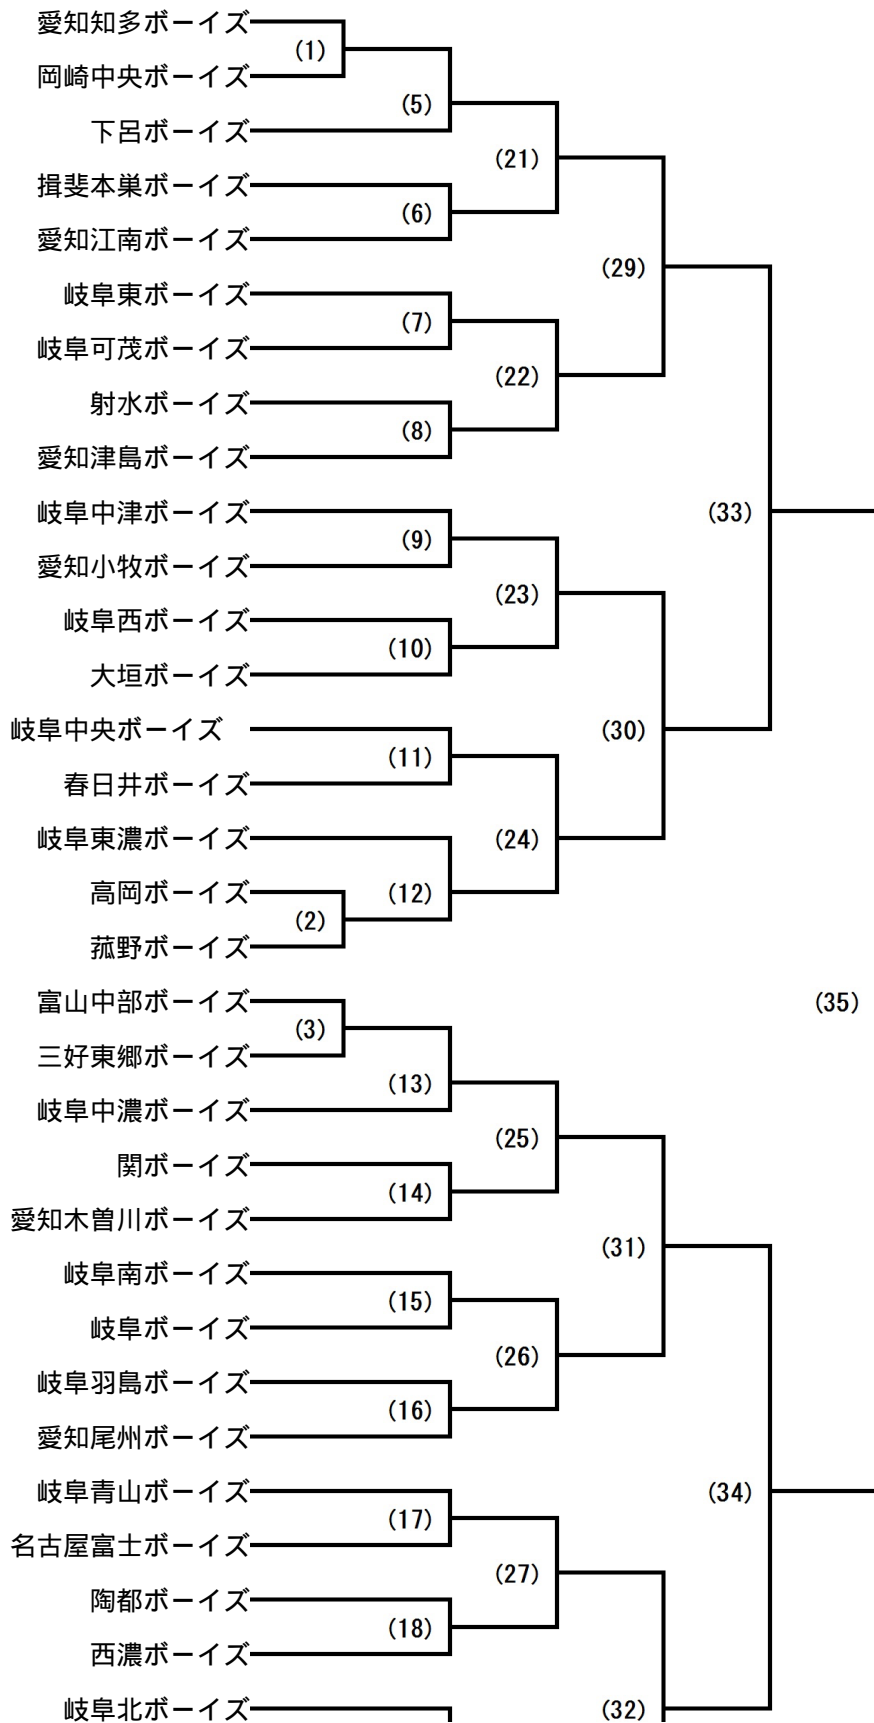 愛知知多ボーイズ
(1)
岡崎中央ボーイズ
(5)
下呂ボーイズ
(21)
揖斐本巣ボーイズ
(6)
愛知江南ボーイズ
(29)
岐阜東ボーイズ
(7)
岐阜可茂ボーイズ
(22)
射水ボーイズ
(8)
愛知津島ボーイズ
岐阜中津ボーイズ
(33)
(9)
愛知小牧ボーイズ
(23)
岐阜西ボーイズ
(10)
大垣ボーイズ
岐阜中央ボーイズ
(30)
(11)
春日井ボーイズ
岐阜東濃ボーイズ
(24)
高岡ボーイズ
(12)
(2)
菰野ボーイズ
富山中部ボーイズ
(35)
(3)
三好東郷ボーイズ
(13)
岐阜中濃ボーイズ
(25)
関ボーイズ
(14)
愛知木曽川ボーイズ
(31)
岐阜南ボーイズ
(15)
岐阜ボーイズ
(26)
岐阜羽島ボーイズ
(16)
愛知尾州ボーイズ
岐阜青山ボーイズ
(34)
(17)
名古屋富士ボーイズ
(27)
陶都ボーイズ
(18)
西濃ボーイズ
岐阜北ボーイズ
(32)